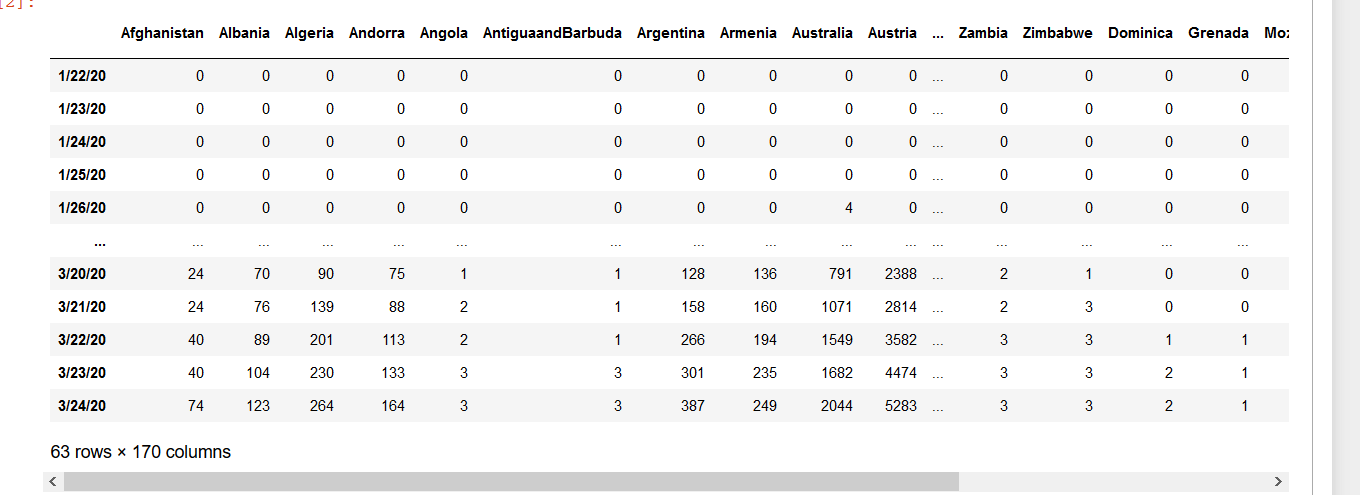 [2]:
Afghanistan Albania Algeria Andorra Angola AntiguaandBarbuda Argentina Armenia Australia Austria ... Zambia Zimbabwe Dominica Grenada Moz
1/22/20 0 0 0 0 0 0 0 0 0 0 ... 0 0 0 0
1/23/20 0 0 0 0 0 0 0 0 0 0 ... 0 0 0 0
1/24/20 0 0 0 0 0 0 0 0 0 0 ... 0 0 0 0
1/25/20 0 0 0 0 0 0 0 0 0 0 ... 0 0 0 0
1/26/20 0 0 0 0 0 0 0 0 4 0 ... 0 0 0 0
... ... ... ... ... ... ... ... ... ... ... ... ... ... ... ...
3/20/20 24 70 90 75 1 1 128 136 791 2388 ... 2 1 0 0
3/21/20 24 76 139 88 2 1 158 160 1071 2814 ... 2 3 0 0
3/22/20 40 89 201 113 2 1 266 194 1549 3582 ... 3 3 1 1
3/23/20 40 104 230 133 3 3 301 235 1682 4474 ... 3 3 2 1
3/24/20 74 123 264 164 3 3 387 249 2044 5283 ... 3 3 2 1
63 rows × 170 columns